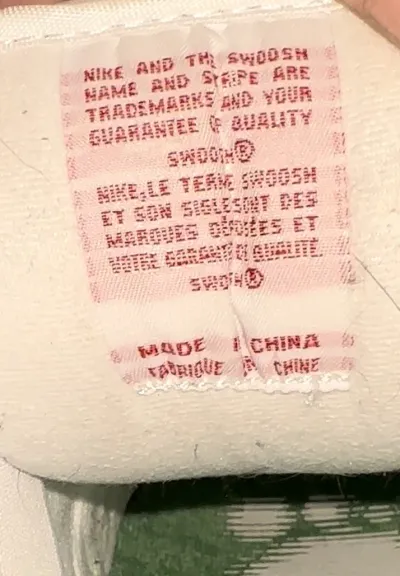 NIKE AND THE SWOOSH
NAME AND STRIPE ARE
TRADEMARKS AND YOUR
GUARANTEE OF QUALITY
SWOOSH®
NIKE, LE TERME SWOOSH
ET SON SIGLE SONT DES
MARQUES DÉPOSÉES ET
VOTRE GARANTIE DE QUALITÉ.
SWOOSH®
MADE IN CHINA
FABRIQUÉ EN CHINE